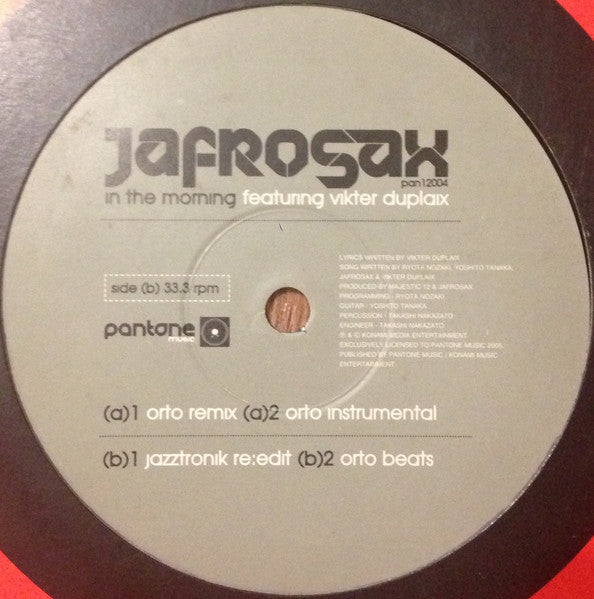 Jafrosax
pan12004
in the morning featuring vikter duplaix
LYRICS WRITTEN BY VIKTER DUPLAIX
SONG WRITTEN BY RYOTA NOZAKI, YOSHITO TANAKA,
JAFROSAX & VIKTER DUPLAIX
PRODUCED BY MAJESTIC 12 & JAFROSAX
PROGRAMMING - RYOTA NOZAKI
GUITAR - YOSHITO TANAKA
PERCUSSION - TAKASHI NAKAZATO
ENGINEER - TAKASHI NAKAZATO
℗ & © KONAMI MEDIA ENTERTAINMENT.
EXCLUSIVELY LICENSED TO PANTONE MUSIC 2005.
PUBLISHED BY PANTONE MUSIC / KONAMI MUSIC
ENTERTAINMENT
side (b) 33.3 rpm
pantone
music
(a)1 orto remix (a)2 orto instrumental
(b)1 jazztronik re:edit (b)2 orto beats